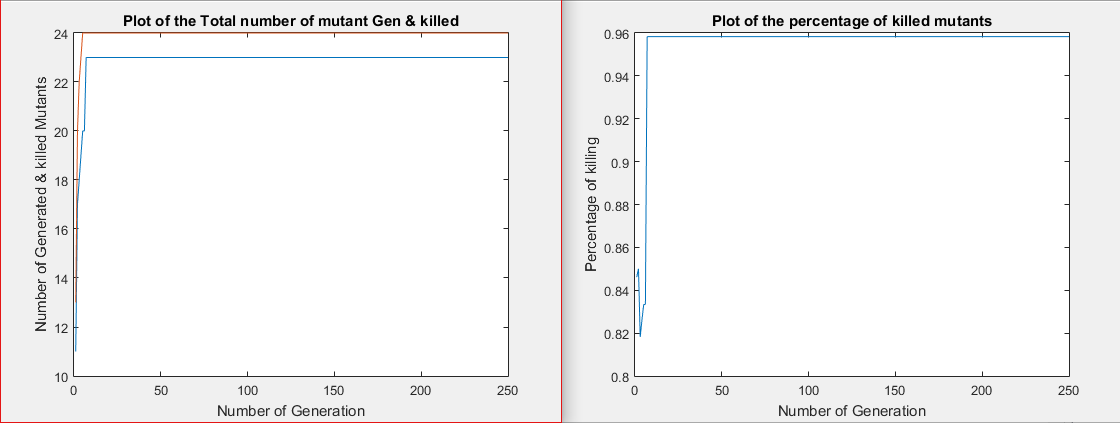 Plot of the Total number of mutant Gen & killed
Number of Generated & killed Mutants
24
22
20
18
16
14
12
10
0 50 100 150 200 250
Number of Generation
Plot of the percentage of killed mutants
Percentage of killing
0.96
0.94
0.92
0.9
0.88
0.86
0.84
0.82
0.8
0 50 100 150 200 250
Number of Generation